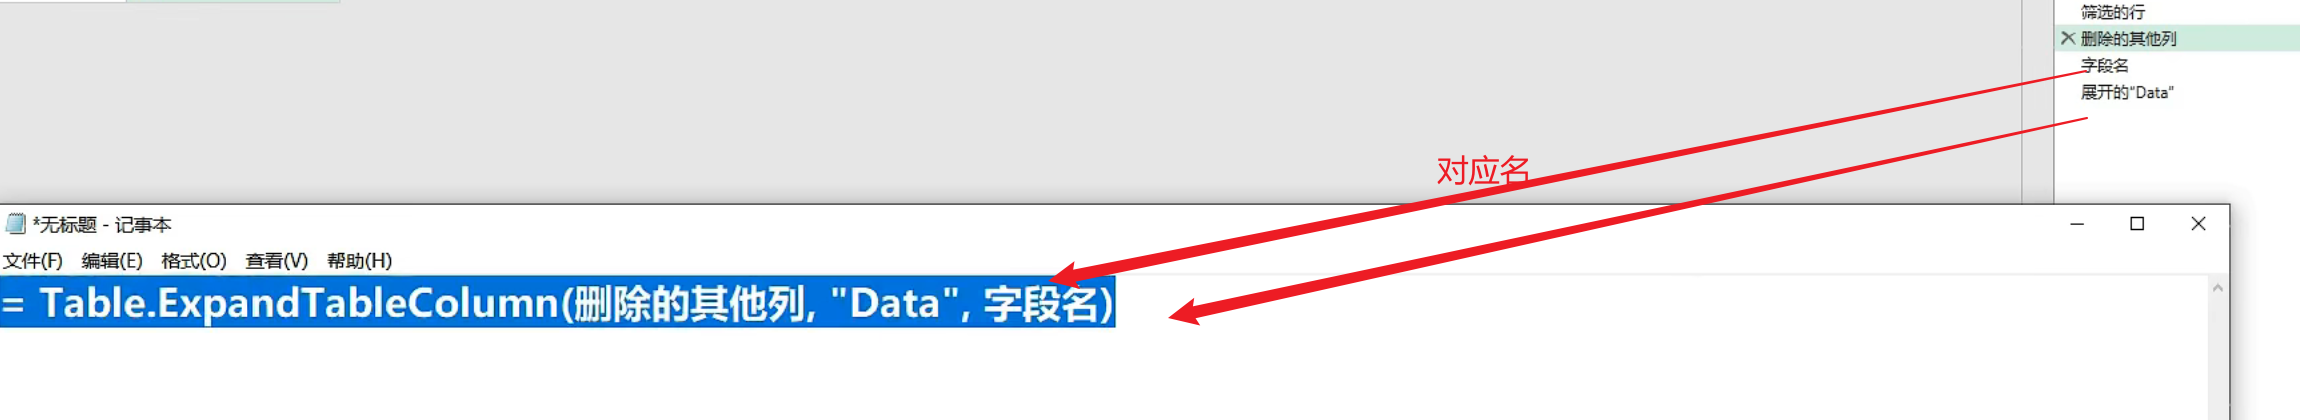 筛选的行
删除的其他列
字段名
展开的"Data"
对应名
*无标题 - 记事本
文件(F) 编辑(E) 格式(O) 查看(V) 帮助(H)
= Table.ExpandTableColumn(删除的其他列, "Data", 字段名)